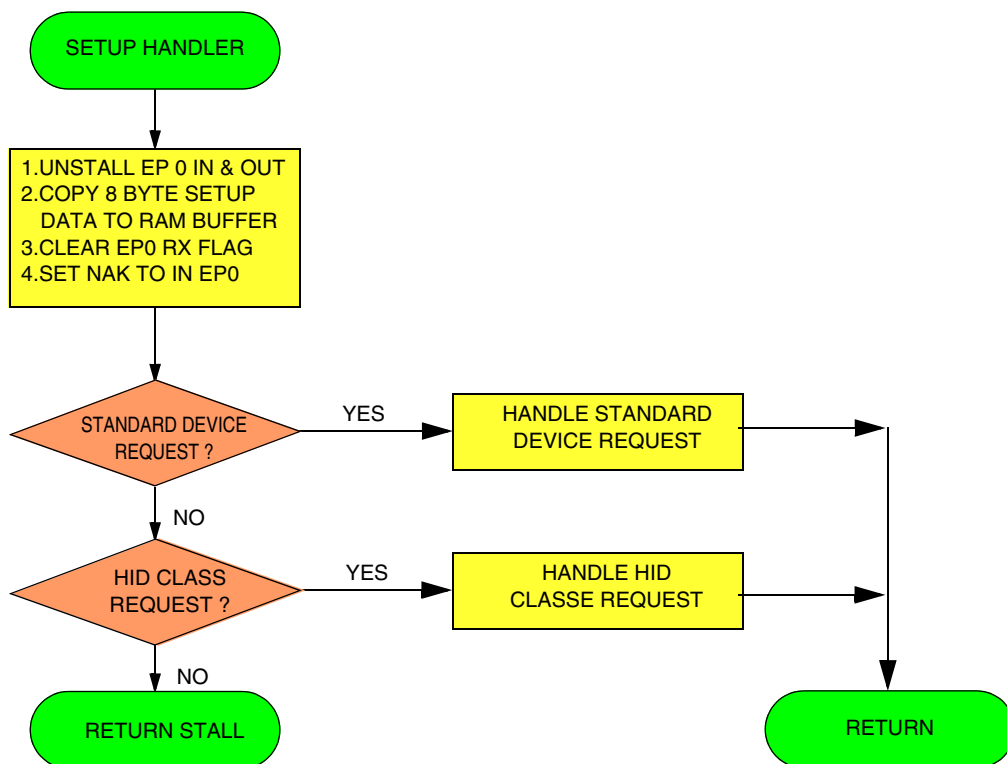 SETUP HANDLER
1.UNSTALL EP 0 IN & OUT
2.COPY 8 BYTE SETUP
DATA TO RAM BUFFER
3.CLEAR EP0 RX FLAG
4.SET NAK TO IN EP0
STANDARD DEVICE
REQUEST ?
YES
HANDLE STANDARD
DEVICE REQUEST
NO
HID CLASS
REQUEST ?
YES
HANDLE HID
CLASSE REQUEST
NO
RETURN STALL
RETURN